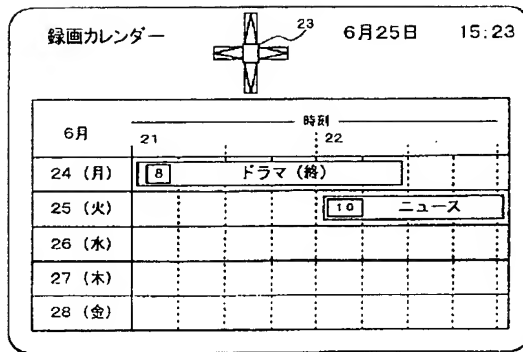 録画カレンダー 23 6月25日 15:23
時刻
6月 21 22
24 (月) 8 ドラマ (終)
25 (火) 10 ニュース
26 (水)
27 (木)
28 (金)